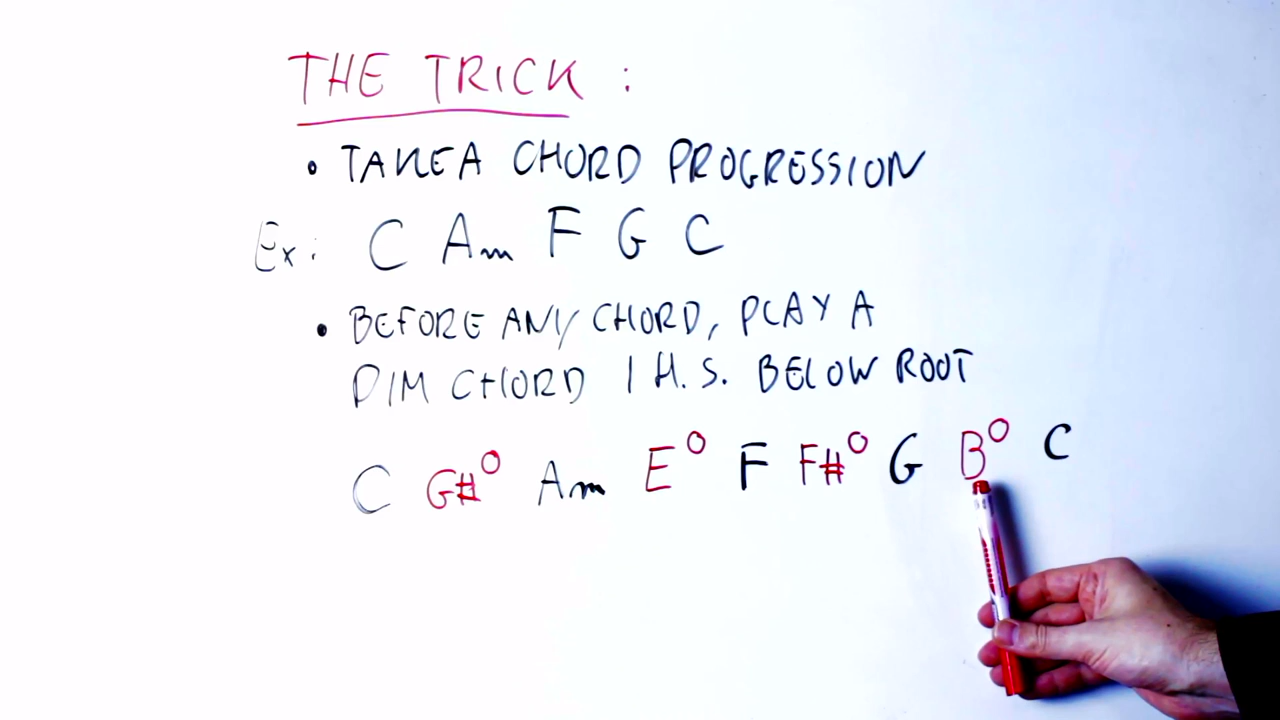 THE TRICK:
• TAKE A CHORD PROGRESSION
Ex: C Am F G C
• BEFORE ANY CHORD, PLAY A
DIM CHORD 1 H.S. BELOW ROOT
C G#° Am E° F F#° G B° C